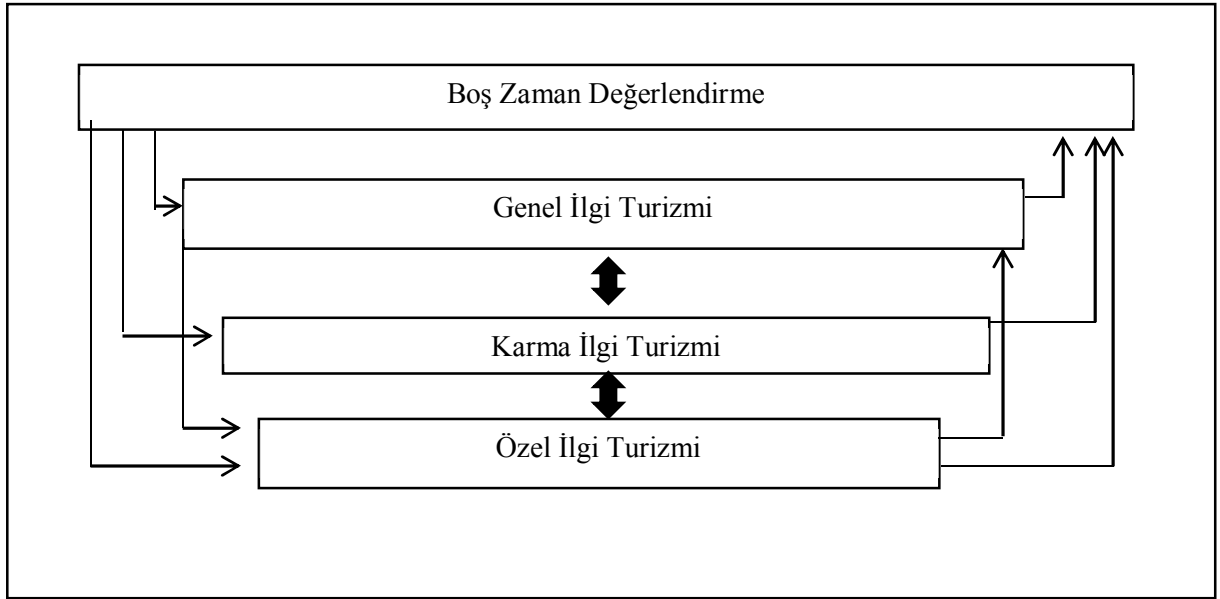 Boş Zaman Değerlendirme
Genel İlgi Turizmi
Karma İlgi Turizmi
Özel İlgi Turizmi